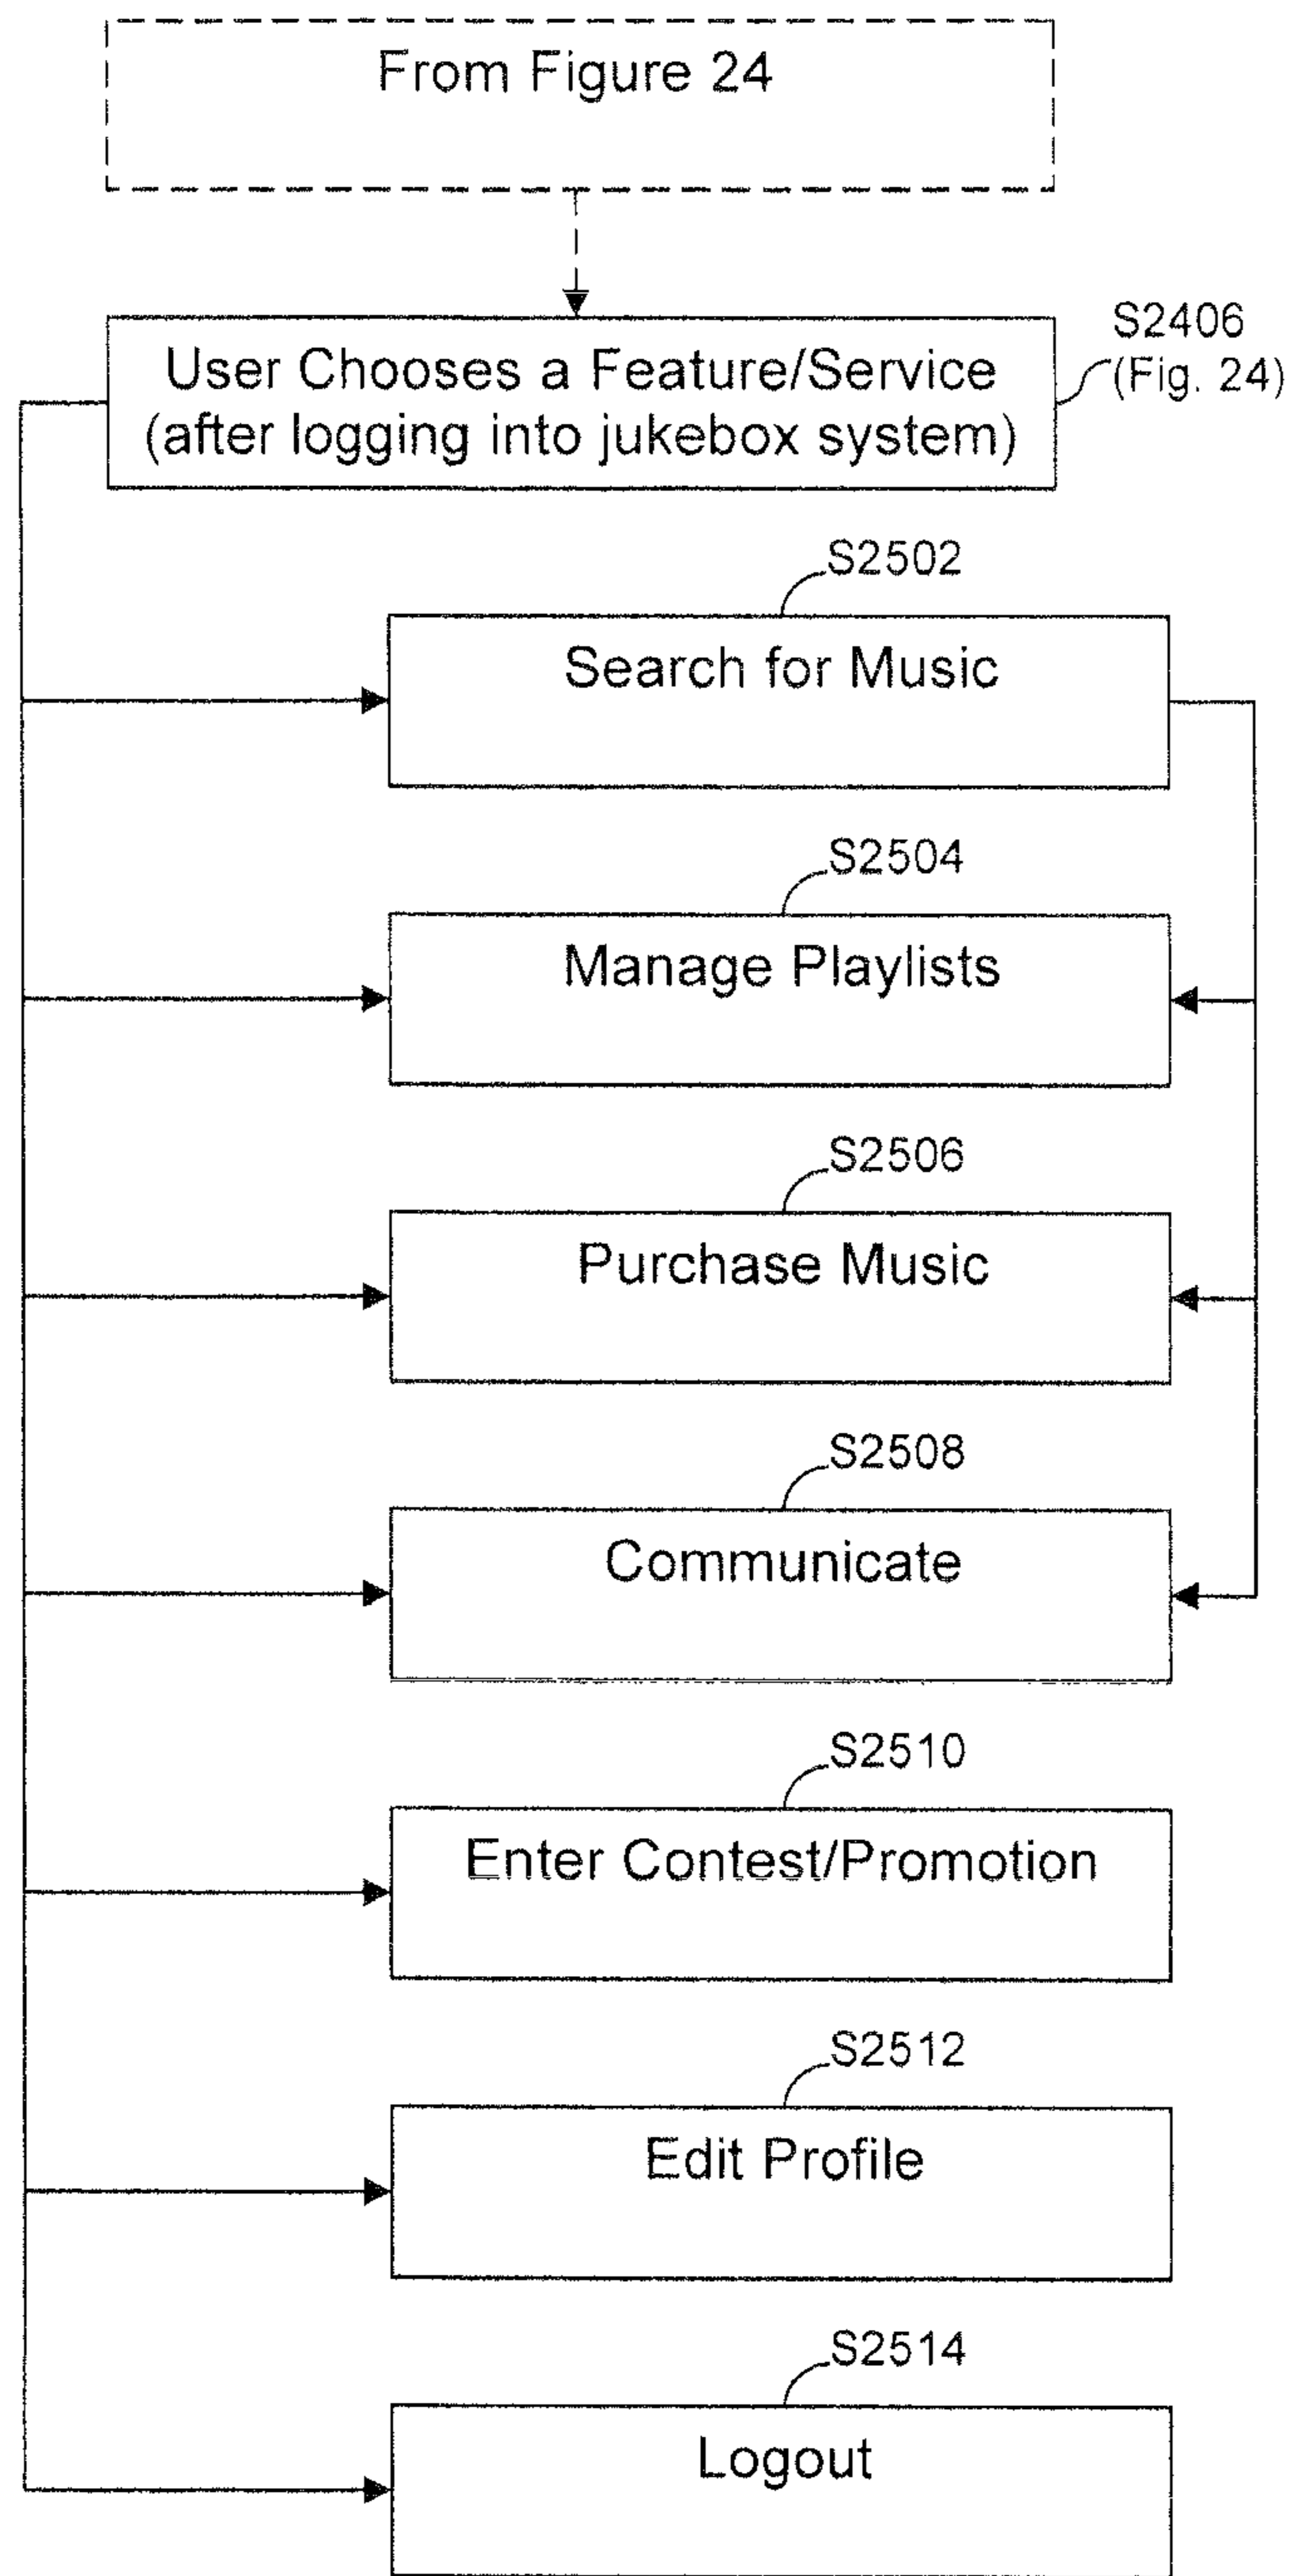 From Figure 24
User Chooses a Feature/Service
(after logging into jukebox system)
S2406
(Fig. 24)
S2502
Search for Music
S2504
Manage Playlists
S2506
Purchase Music
S2508
Communicate
S2510
Enter Contest/Promotion
S2512
Edit Profile
S2514
Logout